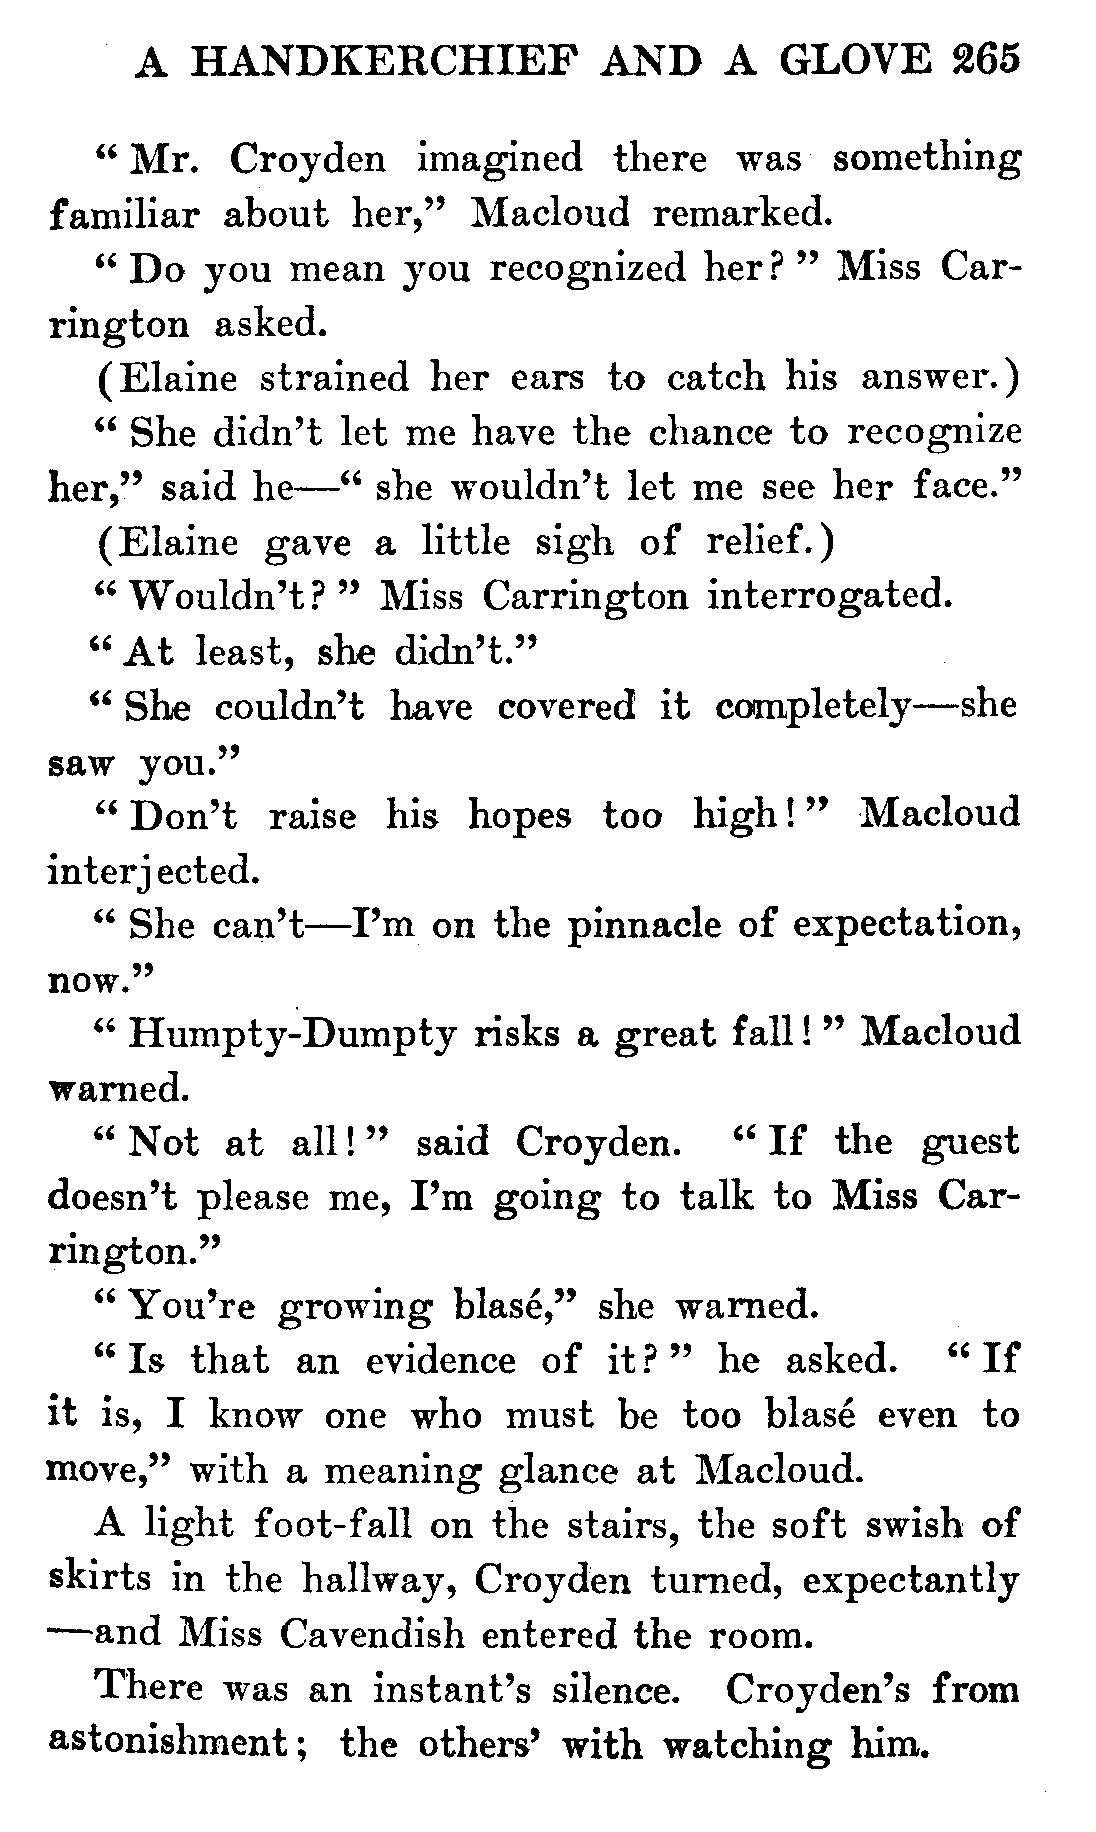 A HANDKERCHIEF AND A GLOVE 265
“ Mr. Croyden imagined there was something
familiar about her,” Macloud remarked.
“ Do you mean you recognized her? ” Miss Car-
rington asked.
(Elaine strained her ears to catch his answer.)
“ She didn’t let me have the chance to recognize
her,” said he—“ she wouldn’t let me see her face.”
(Elaine gave a little sigh of relief.)
“ Wouldn’t? ” Miss Carrington interrogated.
“ At least, she didn’t.”
“ She couldn’t have covered it completely—she
saw you.”
“ Don’t raise his hopes too high! ” Macloud
interjected.
“ She can’t—I’m on the pinnacle of expectation,
now.”
“ Humpty-Dumpty risks a great fall! ” Macloud
warned.
“ Not at all! ” said Croyden. “ If the guest
doesn’t please me, I’m going to talk to Miss Car-
rington.”
“ You’re growing blasé,” she warned.
“ Is that an evidence of it? ” he asked. “ If
it is, I know one who must be too blasé even to
move,” with a meaning glance at Macloud.
A light foot-fall on the stairs, the soft swish of
skirts in the hallway, Croyden turned, expectantly
—and Miss Cavendish entered the room.
There was an instant’s silence. Croyden’s from
astonishment; the others’ with watching him.